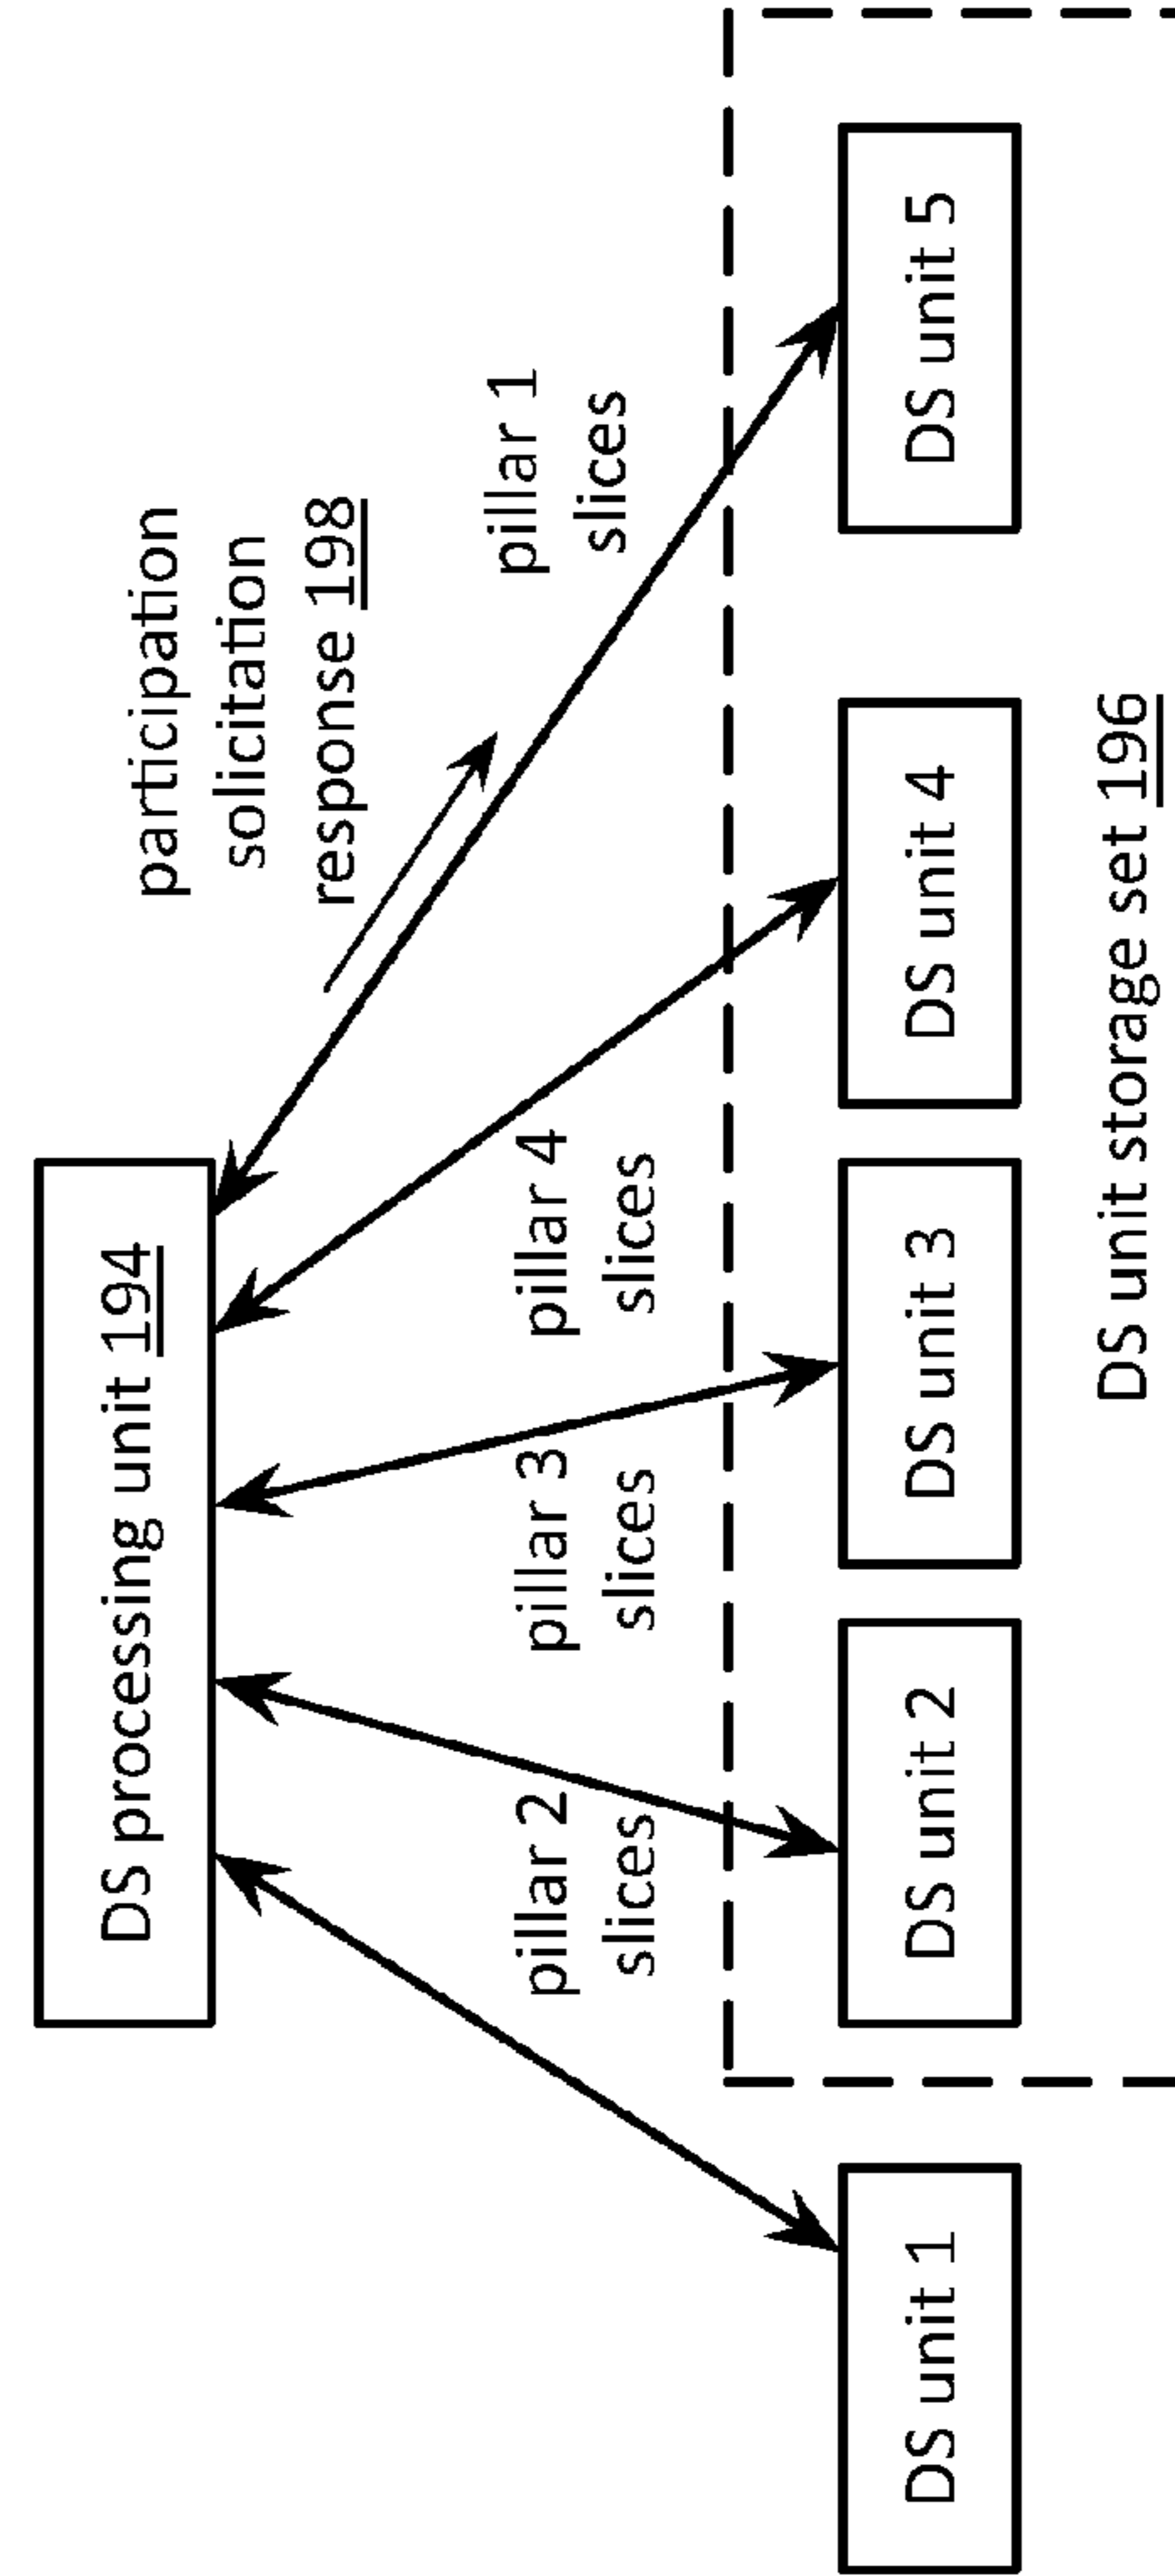 DS processing unit 194
participation
solicitation
response 198
pillar 2
slices
pillar 3
slices
pillar 4
slices
pillar 1
slices
DS unit 1
DS unit 2
DS unit 3
DS unit 4
DS unit 5
DS unit storage set 196